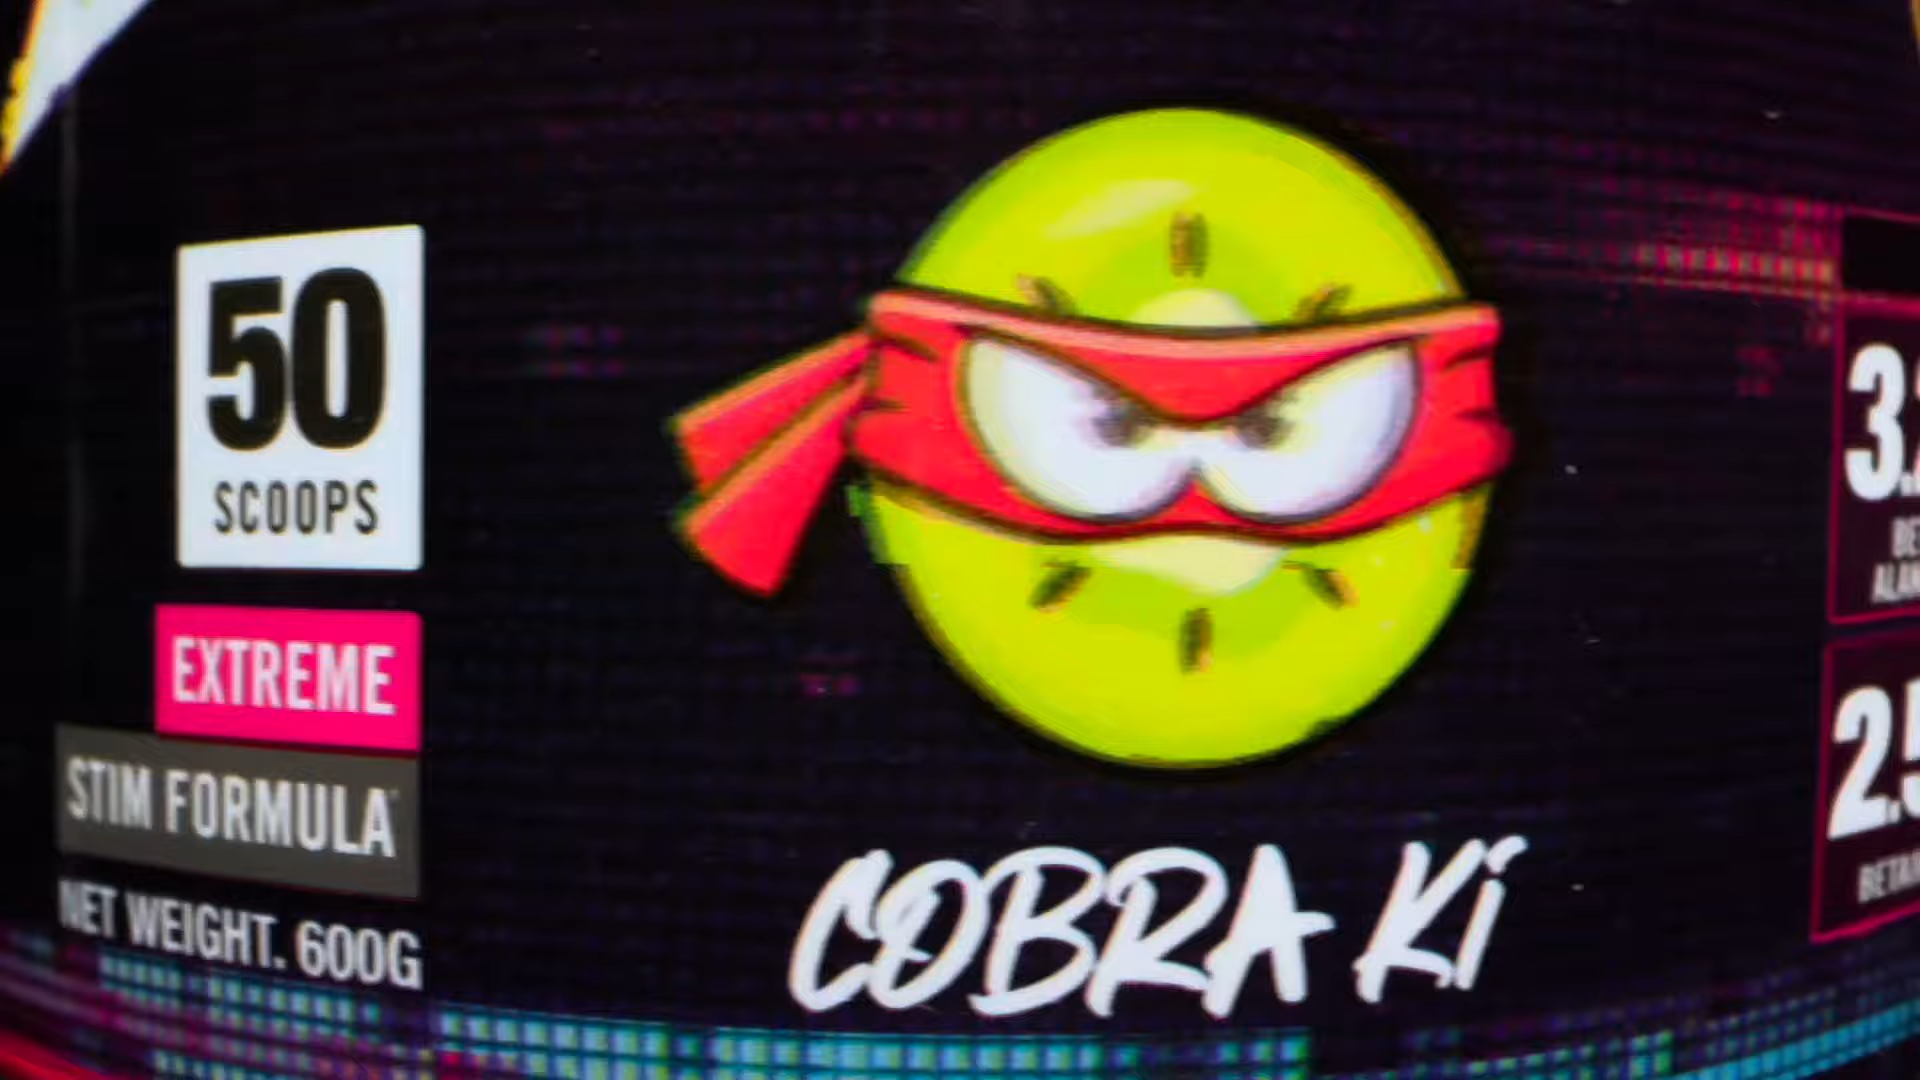 50
SCOOPS
EXTREME
STIM FORMULA
NET WEIGHT. 600G
COBRA Ki